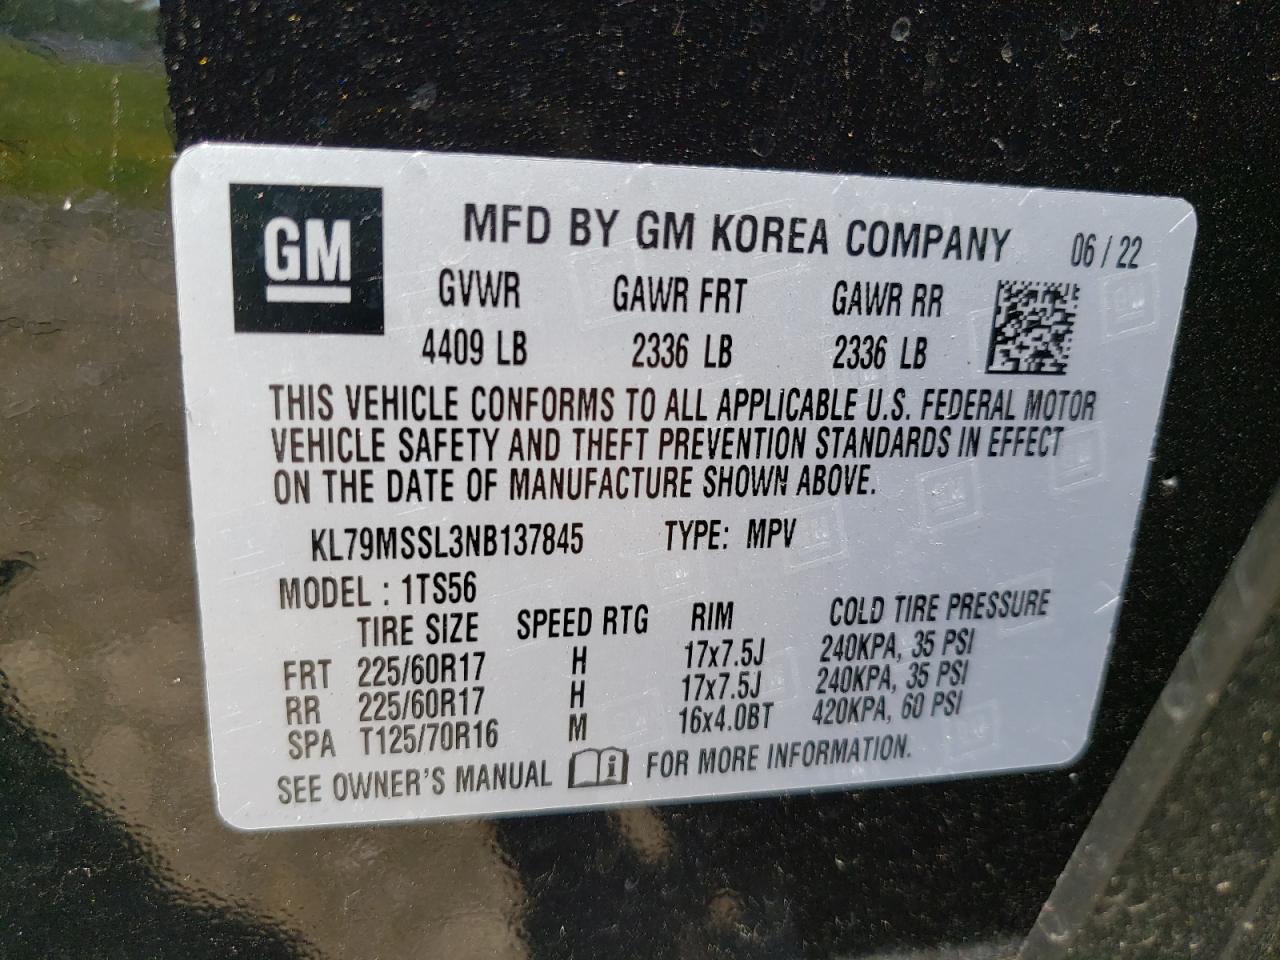 GM
MFD BY GM KOREA COMPANY 06 / 22
GVWR GAWR FRT GAWR RR
4409 LB 2336 LB 2336 LB
THIS VEHICLE CONFORMS TO ALL APPLICABLE U.S. FEDERAL MOTOR
VEHICLE SAFETY AND THEFT PREVENTION STANDARDS IN EFFECT
ON THE DATE OF MANUFACTURE SHOWN ABOVE.
KL79MSSL3NB137845 TYPE: MPV
MODEL : 1TS56
TIRE SIZE SPEED RTG RIM COLD TIRE PRESSURE
FRT 225/60R17 H 17x7.5J 240KPA, 35 PSI
RR 225/60R17 H 17x7.5J 240KPA, 35 PSI
SPA T125/70R16 M 16x4.0BT 420KPA, 60 PSI
SEE OWNER'S MANUAL i FOR MORE INFORMATION.